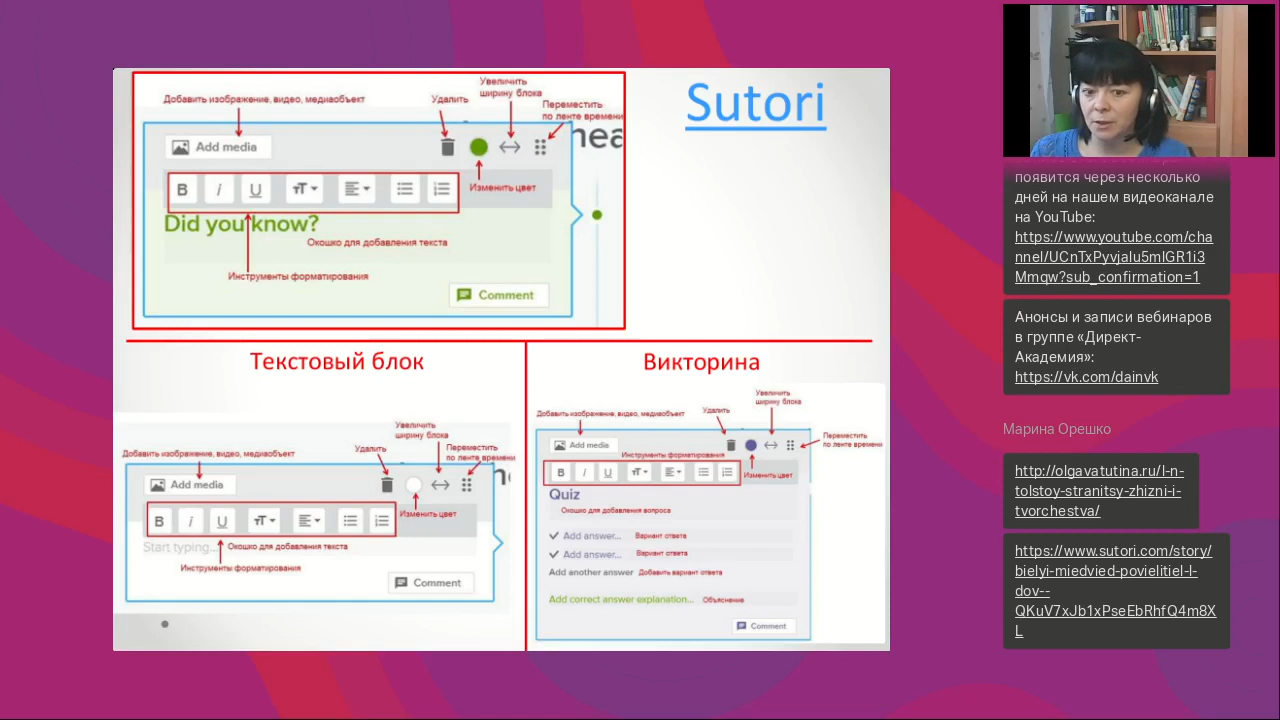 Sutori
Увеличить
ширину блока
Добавить изображение, видео, медиаобъект
Удалить
Переместить
по ленте времени
Add media
Изменить цвет
B i U тТ
Did you know?
Окошко для добавления текста
Инструменты форматирования
Comment
Текстовый блок
Увеличить
ширину блока
Добавить изображение, видео, медиаобъект
Удалить
Переместить
по ленте времени
Add media
Изменить цвет
B i U тТ
Start typing...
Окошко для добавления текста
Инструменты форматирования
Comment
Викторина
Увеличить
ширину блока
Добавить изображение, видео, медиаобъект
Удалить
Переместить
по ленте времени
Add media
Инструменты форматирования
Изменить цвет
B i U тТ
Quiz
Окошко для добавления вопроса
Add answer... Вариант ответа
Add answer... Вариант ответа
Add another answer Добавить вариант ответа
Add correct answer explanation... Объяснение
Comment
появится через несколько
дней на нашем видеоканале
на YouTube:
https://www.youtube.com/cha
nnel/UCnTxPyvjalu5mlGR1i3
Mmqw?sub_confirmation=1
Анонсы и записи вебинаров
в группе «Директ-
Академия»:
https://vk.com/dainvk
Марина Орешко
http://olgavatutina.ru/l-n-
tolstoy-stranitsy-zhizni-i-
tvorchestva/
https://www.sutori.com/story/
bielyi-miedvied-povielitiel-l-
dov--
QKuV7xJb1xPseEbRhfQ4m8X
L